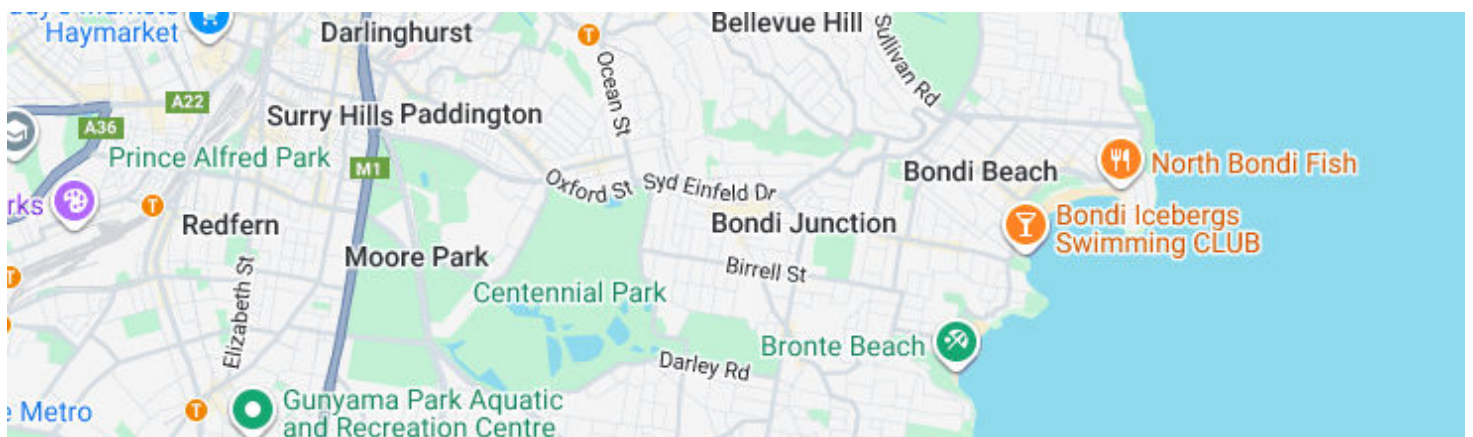 Haymarket
Darlinghurst
Bellevue Hill
Sullivan Rd
Ocean St
A22
A36
Surry Hills
Paddington
Prince Alfred Park
M1
Oxford St
Syd Einfeld Dr
Bondi Beach
North Bondi Fish
rks
Redfern
Bondi Junction
Bondi Icebergs
Swimming CLUB
Moore Park
Birrell St
Centennial Park
Elizabeth St
Bronte Beach
Darley Rd
Gunyama Park Aquatic
and Recreation Centre
e Metro
T
T
T
T